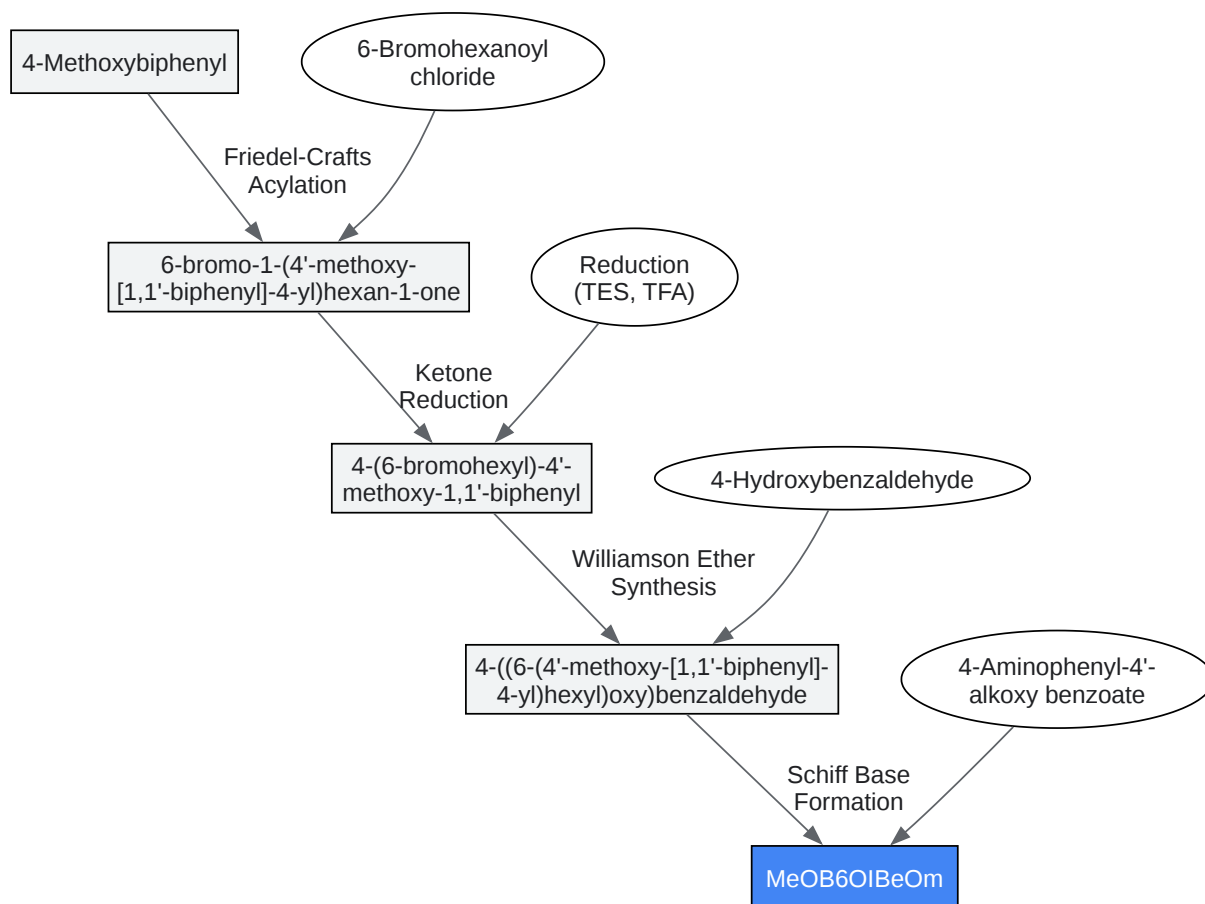 4-Methoxybiphenyl
6-Bromohexanoyl
chloride
Friedel-Crafts
Acylation
6-bromo-1-(4'-methoxy-
[1,1'-biphenyl]-4-yl)hexan-1-one
Reduction
(TES, TFA)
Ketone
Reduction
4-(6-bromohexyl)-4'-
methoxy-1,1'-biphenyl
4-Hydroxybenzaldehyde
Williamson Ether
Synthesis
4-((6-(4'-methoxy-[1,1'-biphenyl]-
4-yl)hexyl)oxy)benzaldehyde
4-Aminophenyl-4'-
alkoxy benzoate
Schiff Base
Formation
MeOB6OIBeOm